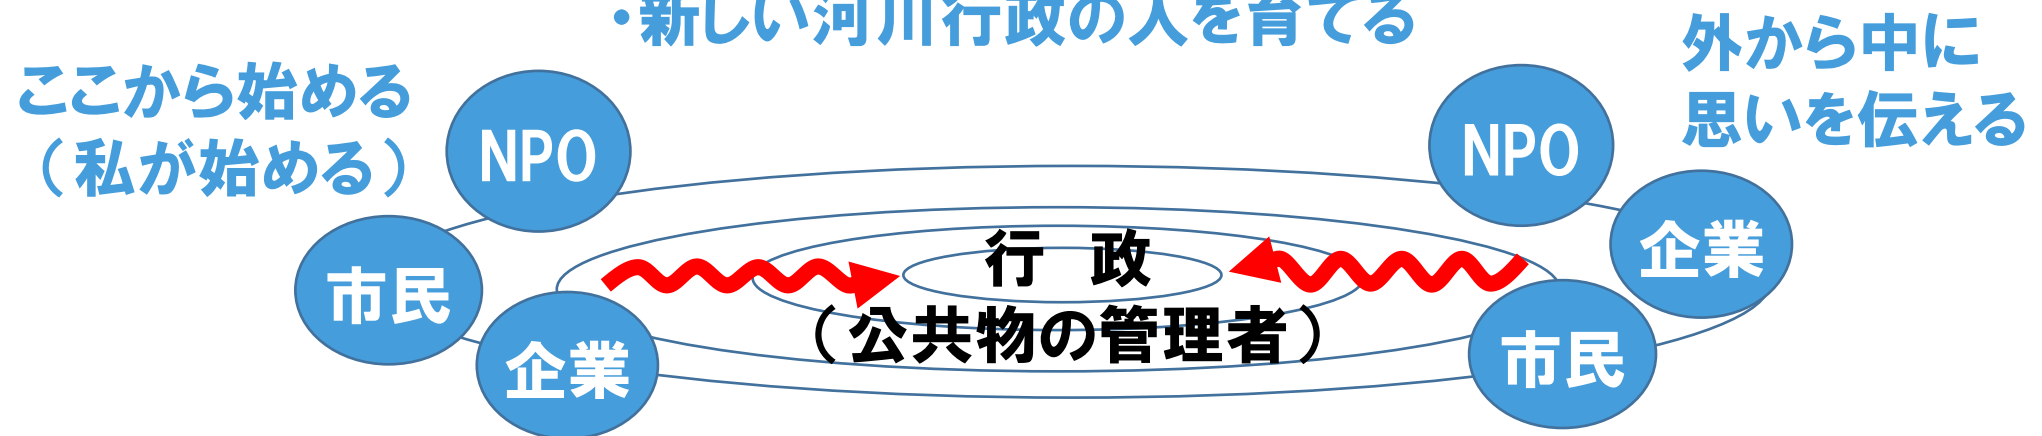 ・新しい河川行政の人を育てる
ここから始める
（私が始める）
外から中に
思いを伝える
NPO
市民
企業
行　政
（公共物の管理者）
NPO
企業
市民